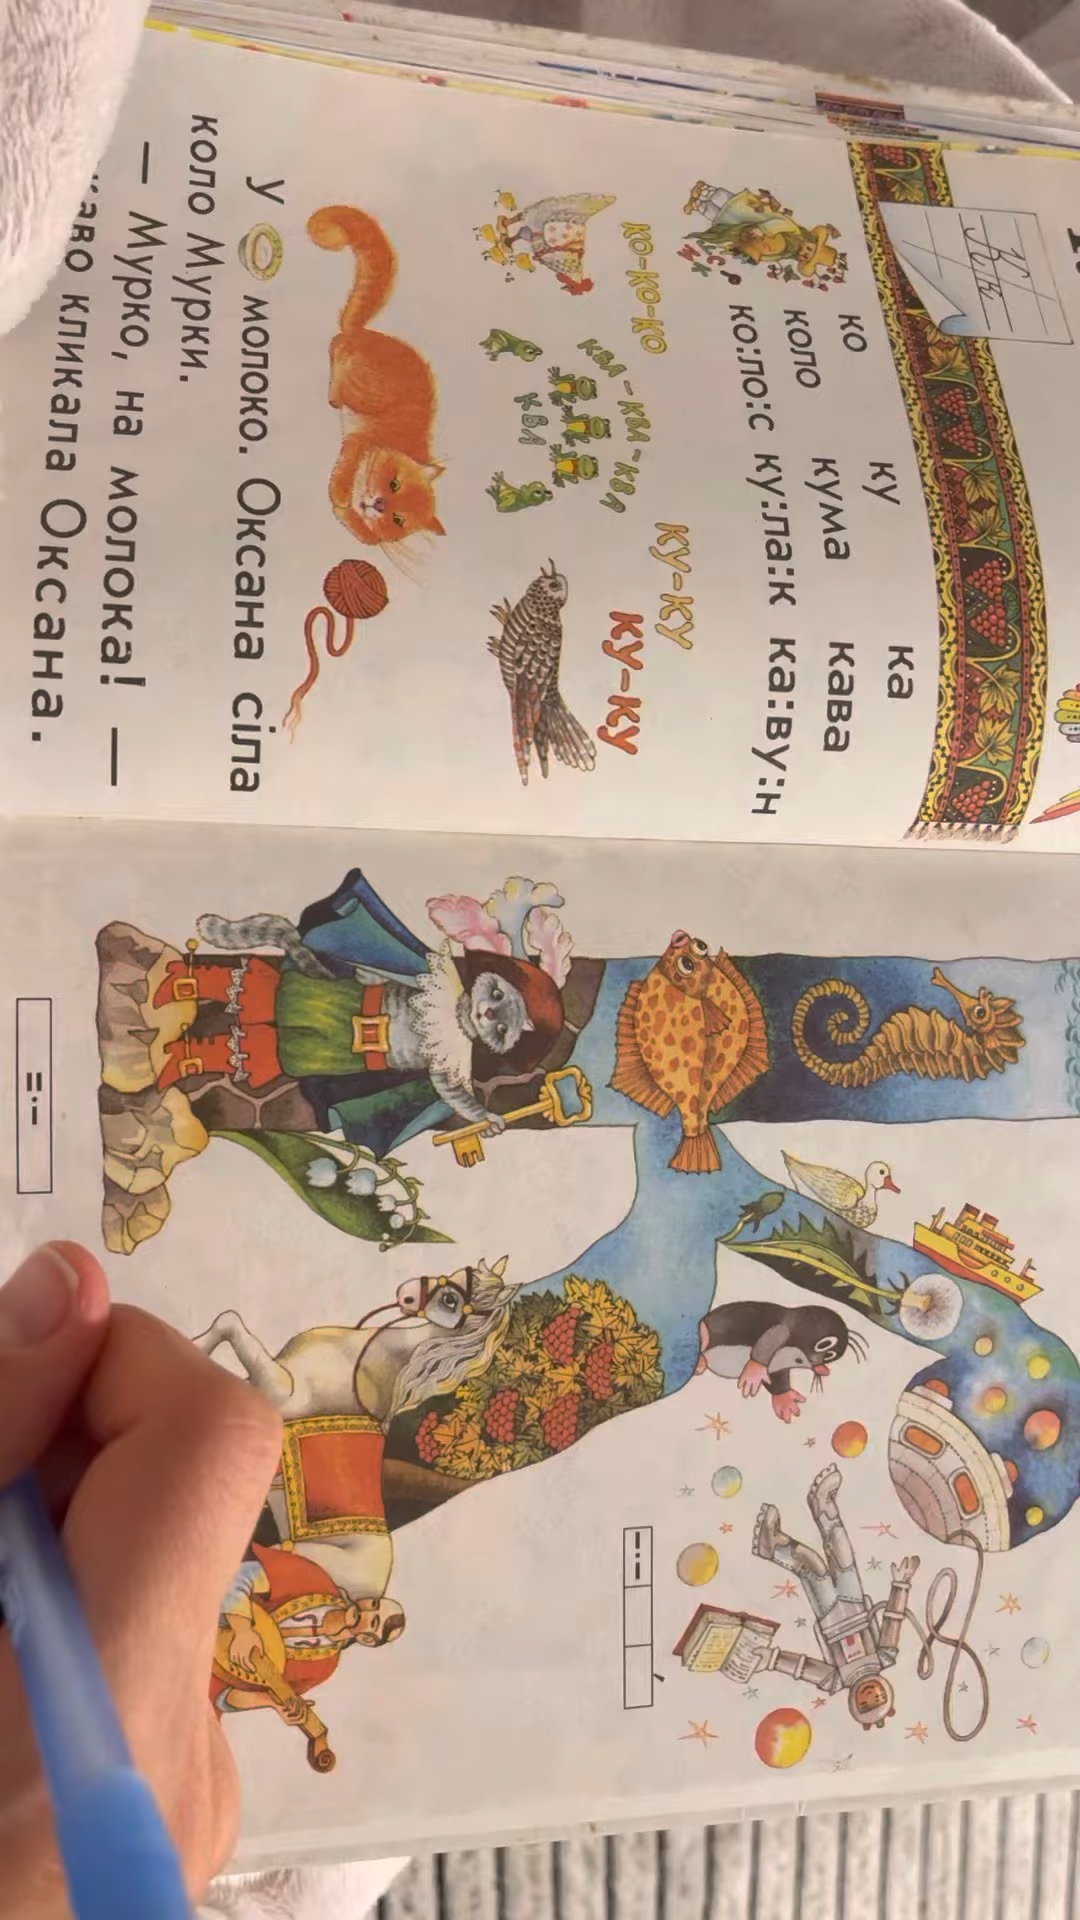 Кк
ко ку ка
коло кума кава
ко:ло:с ку:ла:к ка:ву:н
ко-ко-ко
ква-ква-ква
ква
ку-ку
ку-ку
У молоко. Оксана сіла
коло Мурки.
— Мурко, на молока! —
кликала Оксана.